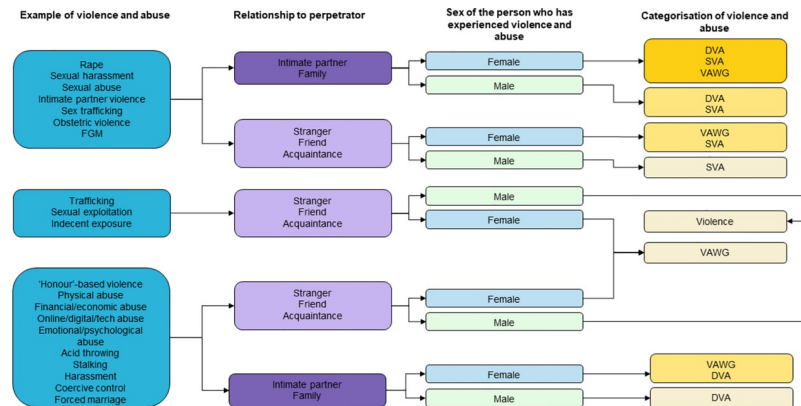 Example of violence and abuse
Relationship to perpetrator
Sex of the person who has
experienced violence and
abuse
Categorisation of violence and
abuse
Rape
Sexual harassment
Sexual abuse
Intimate partner violence
Sex trafficking
Obstetric violence
FGM
Intimate partner
Family
Female
DVA
SVA
VAWG
Male
DVA
SVA
Stranger
Friend
Acquaintance
Female
VAWG
SVA
Male
SVA
Trafficking
Sexual exploitation
Indecent exposure
Stranger
Friend
Acquaintance
Male
Female
Violence
VAWG
'Honour'-based violence
Physical abuse
Financial/economic abuse
Online/digital/tech abuse
Emotional/psychological
abuse
Acid throwing
Stalking
Harassment
Coercive control
Forced marriage
Stranger
Friend
Acquaintance
Female
Male
Intimate partner
Family
Female
VAWG
DVA
Male
DVA